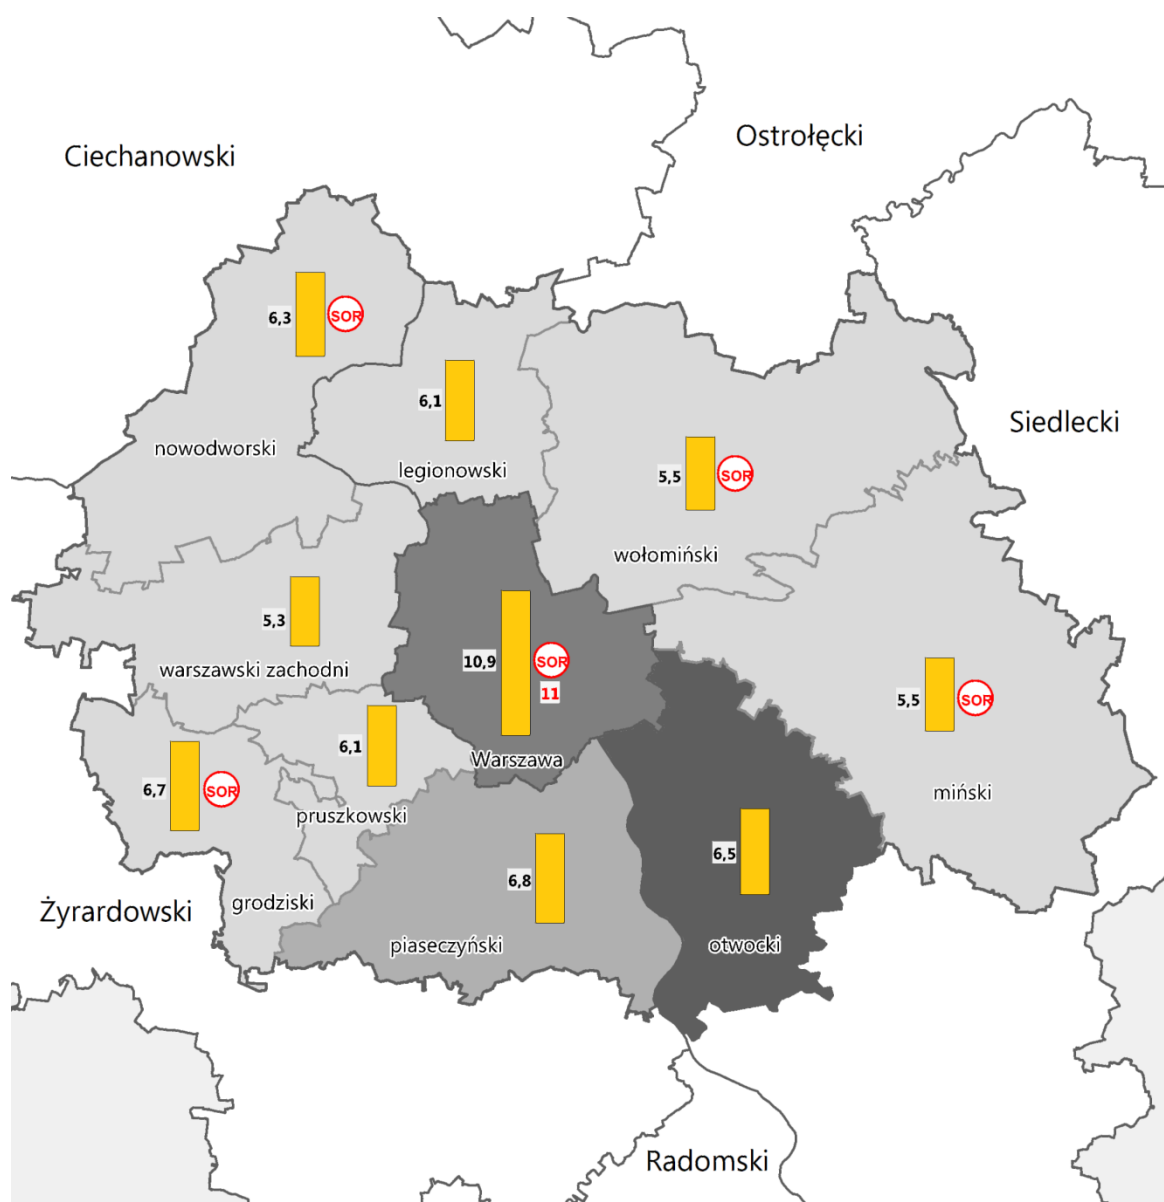 Ostrołęcki
Ciechanowski
6,3
SOR
6,1
Siedlecki
nowodworski
legionowski
5,5
SOR
wołomiński
5,3
warszawski zachodni
10,9
SOR
11
5,5
SOR
6,1
Warszawa
6,7
SOR
miński
pruszkowski
6,5
6,8
grodziski
Żyrardowski
piaseczyński
otwocki
Radomski